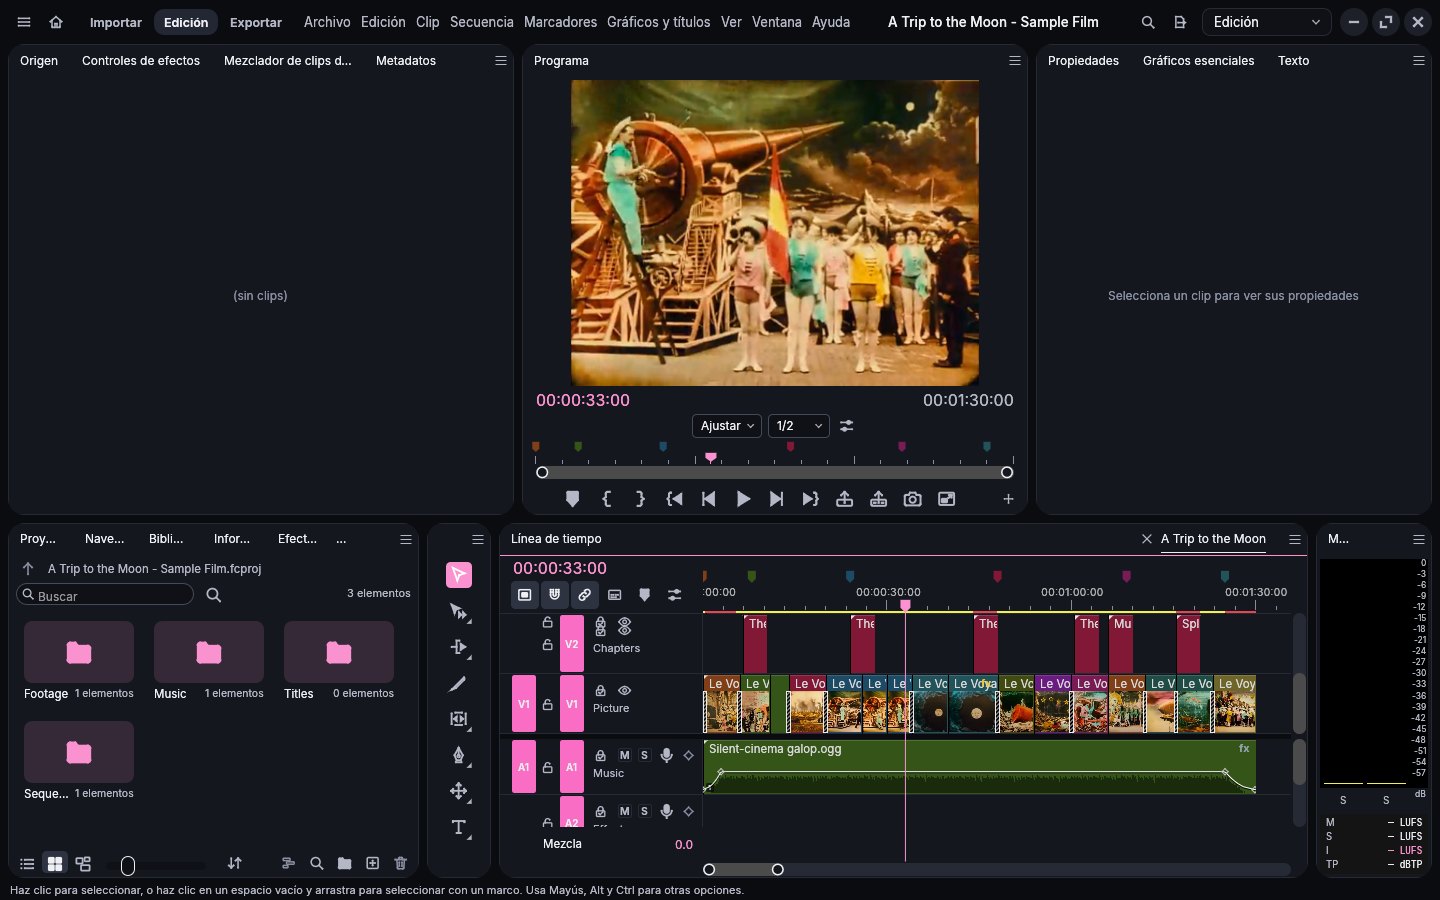 Importar Edición Exportar Archivo Edición Clip Secuencia Marcadores Gráficos y títulos Ver Ventana Ayuda A Trip to the Moon - Sample Film Edición
Origen Controles de efectos Mezclador de clips d... Metadatos
(sin clips)
Programa
00:00:33:00 00:01:30:00
Ajustar 1/2
Propiedades Gráficos esenciales Texto
Selecciona un clip para ver sus propiedades
Proy... Nave... Bibli... Infor... Efect... ...
A Trip to the Moon - Sample Film.fcproj
Buscar 3 elementos
Footage 1 elementos Music 1 elementos Titles 0 elementos
Seque... 1 elementos
Línea de tiempo A Trip to the Moon
00:00:33:00
:00:00 00:00:30:00 00:01:00:00 00:01:30:00
V2 Chapters The The The The Mu Spl
V1 V1 Picture Le Vo Le V Le Vo Le Vo Le Le Vo Le Vo Le Voya Le Vo Le Vo Le Vo Le Vo Le V Le Vo Le Voy
A1 A1 M S Music Silent-cinema galop.ogg fx
A2 M S
Mezcla 0.0
M...
0
-3
-6
-9
-12
-15
-18
-21
-24
-27
-30
-33
-36
-39
-42
-45
-48
-51
-54
-57
dB
S S
M – LUFS
S – LUFS
I – LUFS
TP – dBTP
Haz clic para seleccionar, o haz clic en un espacio vacío y arrastra para seleccionar con un marco. Usa Mayús, Alt y Ctrl para otras opciones.